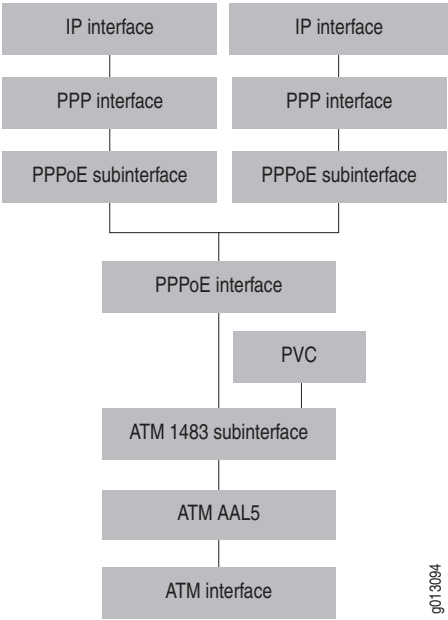 IP interface
IP interface
PPP interface
PPP interface
PPPoE subinterface
PPPoE subinterface
PPPoE interface
PVC
ATM 1483 subinterface
ATM AAL5
ATM interface
g013094